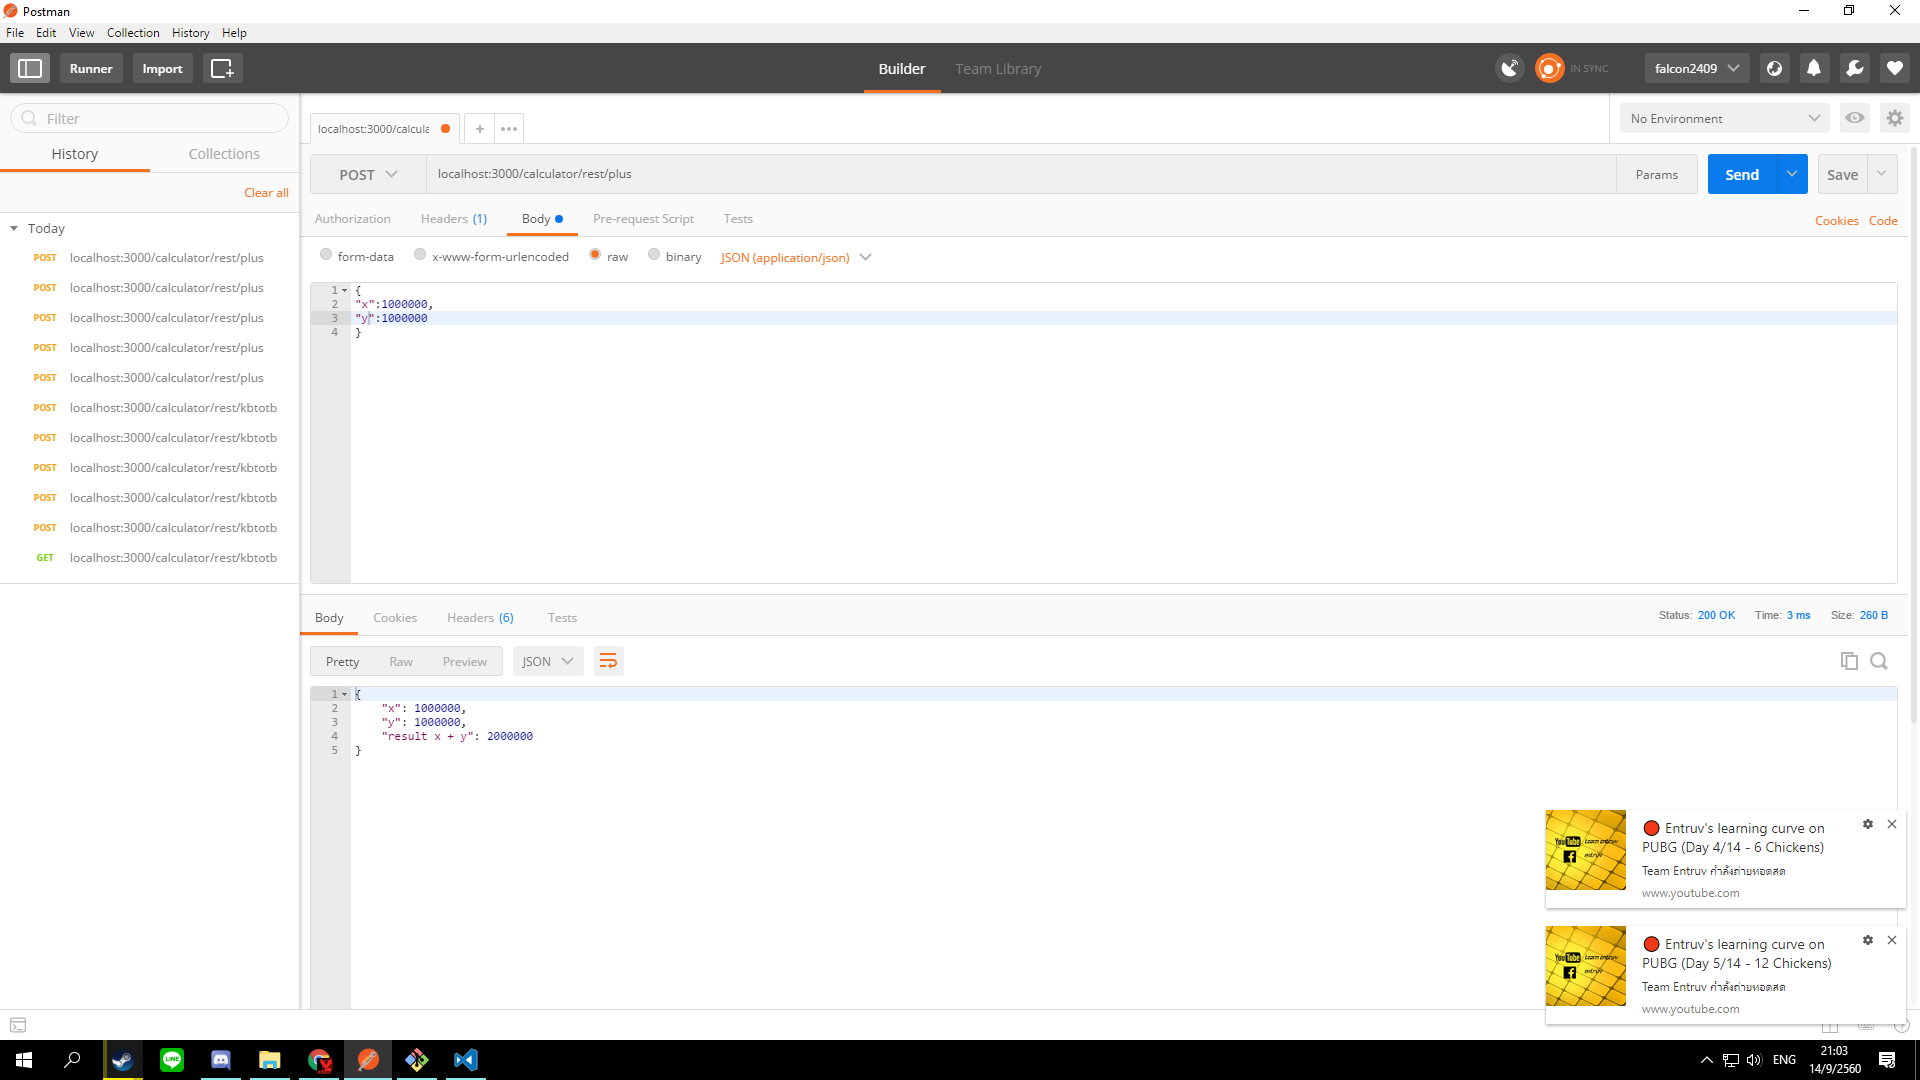 Postman
File Edit View Collection History Help
Runner Import Builder Team Library IN SYNC falcon2409
Filter
History Collections
Clear all
Today
POST localhost:3000/calculator/rest/plus
POST localhost:3000/calculator/rest/plus
POST localhost:3000/calculator/rest/plus
POST localhost:3000/calculator/rest/plus
POST localhost:3000/calculator/rest/plus
POST localhost:3000/calculator/rest/kbtotb
POST localhost:3000/calculator/rest/kbtotb
POST localhost:3000/calculator/rest/kbtotb
POST localhost:3000/calculator/rest/kbtotb
POST localhost:3000/calculator/rest/kbtotb
GET localhost:3000/calculator/rest/kbtotb
localhost:3000/calcula + •••
No Environment
POST localhost:3000/calculator/rest/plus Params Send Save
Authorization Headers (1) Body Pre-request Script Tests Cookies Code
form-data x-www-form-urlencoded raw binary JSON (application/json)
1 {
2 "x":1000000,
3 "y":1000000
4 }
Body Cookies Headers (6) Tests Status: 200 OK Time: 3 ms Size: 260 B
Pretty Raw Preview JSON
1 {
2 "x": 1000000,
3 "y": 1000000,
4 "result x + y": 2000000
5 }
Entruv's learning curve on
PUBG (Day 4/14 - 6 Chickens)
Team Entruv กำลังถ่ายทอดสด
www.youtube.com
YouTube team entruv
entruv
Entruv's learning curve on
PUBG (Day 5/14 - 12 Chickens)
Team Entruv กำลังถ่ายทอดสด
www.youtube.com
YouTube team entruv
entruv
LINE
ENG
21:03
14/9/2560